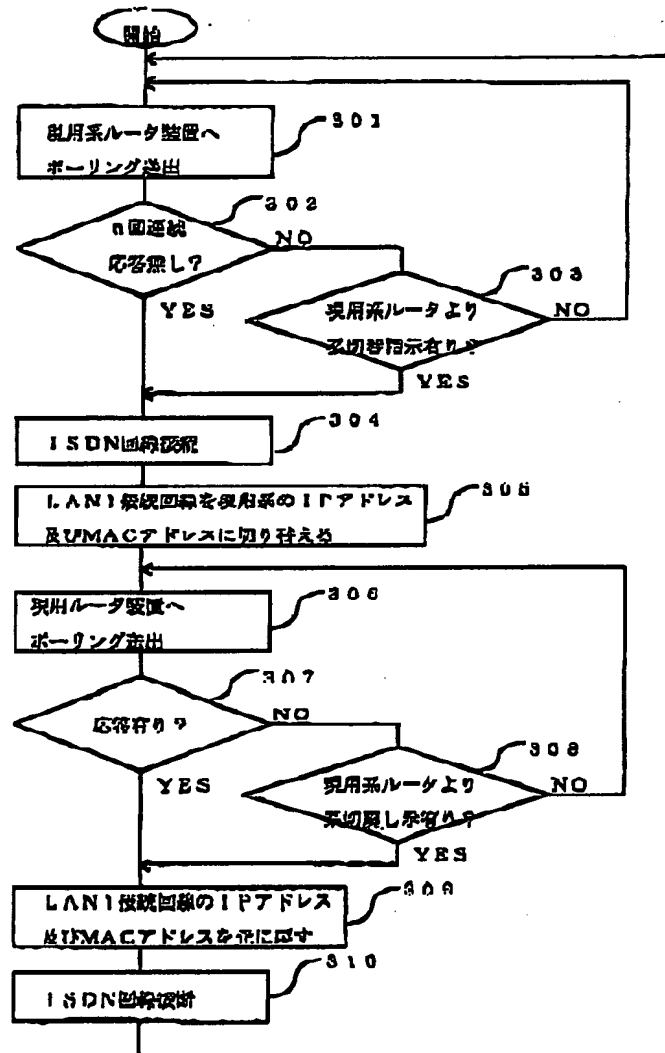 開始
現用系ルータ装置へ
ポーリング送出
301
n回連続
応答無し?
302
NO
YES
現用系ルータより
系切替指示有り?
303
NO
YES
ISDN回線接続
304
LAN1接続回線を現用系のIPアドレス
及びMACアドレスに切り替える
305
現用ルータ装置へ
ポーリング送出
306
応答有り?
307
NO
YES
現用系ルータより
系切戻し示有り?
308
NO
YES
LAN1接続回線のIPアドレス
及びMACアドレスを元に戻す
309
ISDN回線切断
310